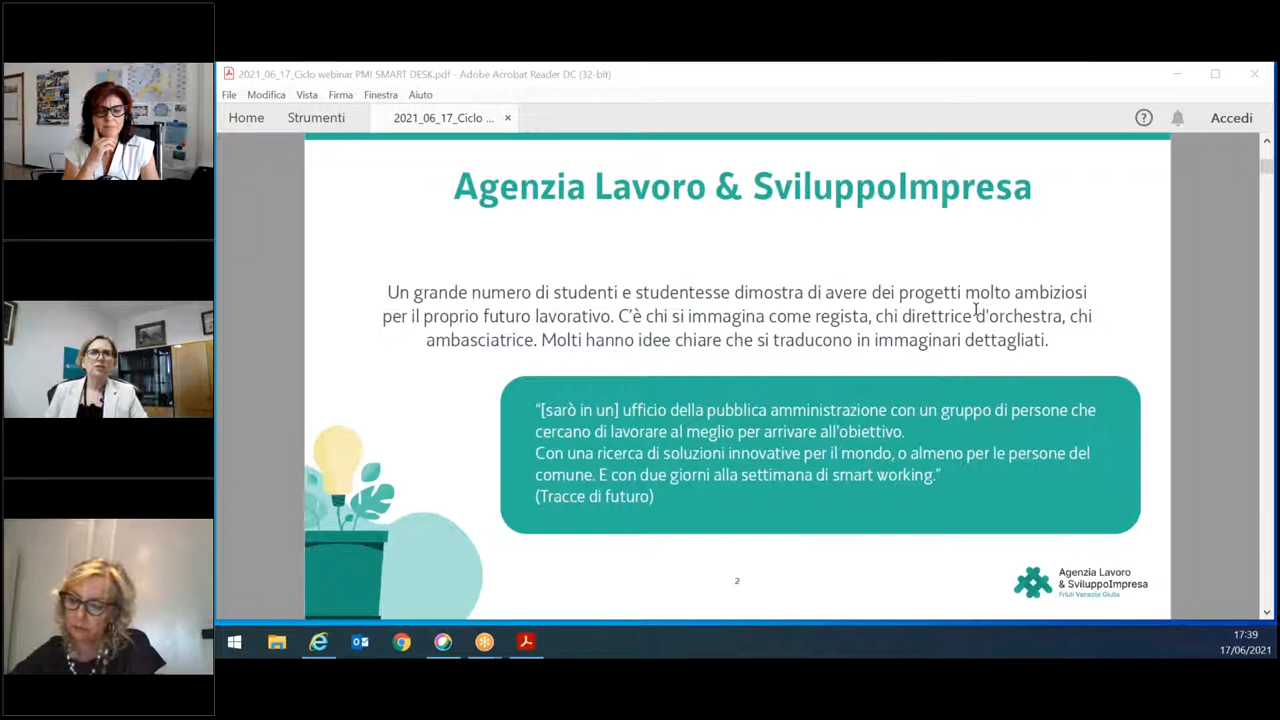 2021_06_17_Ciclo webinar PMI SMART DESK.pdf - Adobe Acrobat Reader DC (32-bit)
File Modifica Vista Firma Finestra Aiuto
Home Strumenti 2021_06_17_Ciclo ... × Accedi
Agenzia Lavoro & SviluppoImpresa
Un grande numero di studenti e studentesse dimostra di avere dei progetti molto ambiziosi
per il proprio futuro lavorativo. C'è chi si immagina come regista, chi direttrice d'orchestra, chi
ambasciatrice. Molti hanno idee chiare che si traducono in immaginari dettagliati.
“[sarò in un] ufficio della pubblica amministrazione con un gruppo di persone che
cercano di lavorare al meglio per arrivare all'obiettivo.
Con una ricerca di soluzioni innovative per il mondo, o almeno per le persone del
comune. E con due giorni alla settimana di smart working.”
(Tracce di futuro)
2
Agenzia Lavoro
& SviluppoImpresa
Friuli Venezia Giulia
17:39
17/06/2021